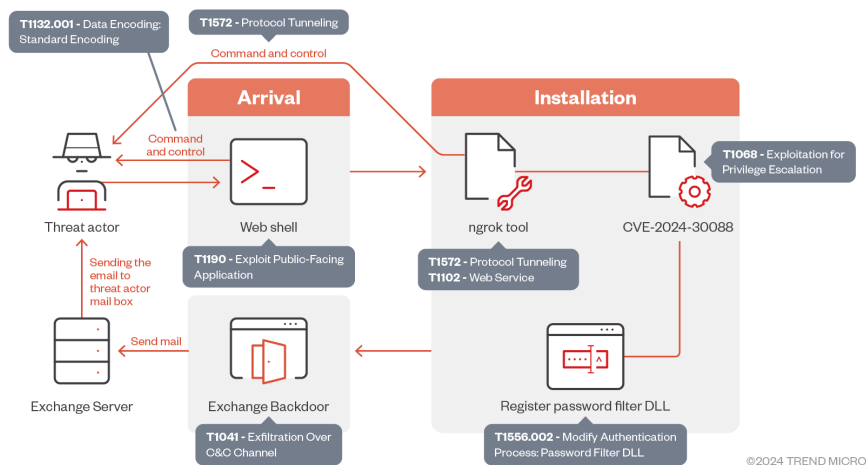 T1132.001 - Data Encoding:
Standard Encoding
T1572 - Protocol Tunneling
Command and control
Arrival
Installation
Command
and control
T1068 - Exploitation for
Privilege Escalation
Threat actor
Web shell
ngrok tool
CVE-2024-30088
T1190 - Exploit Public-Facing
Application
T1572 - Protocol Tunneling
T1102 - Web Service
Sending the
email to
threat actor
mail box
Send mail
Exchange Server
Exchange Backdoor
Register password filter DLL
T1041 - Exfiltration Over
C&C Channel
T1556.002 - Modify Authentication
Process: Password Filter DLL
©2024 TREND MICRO